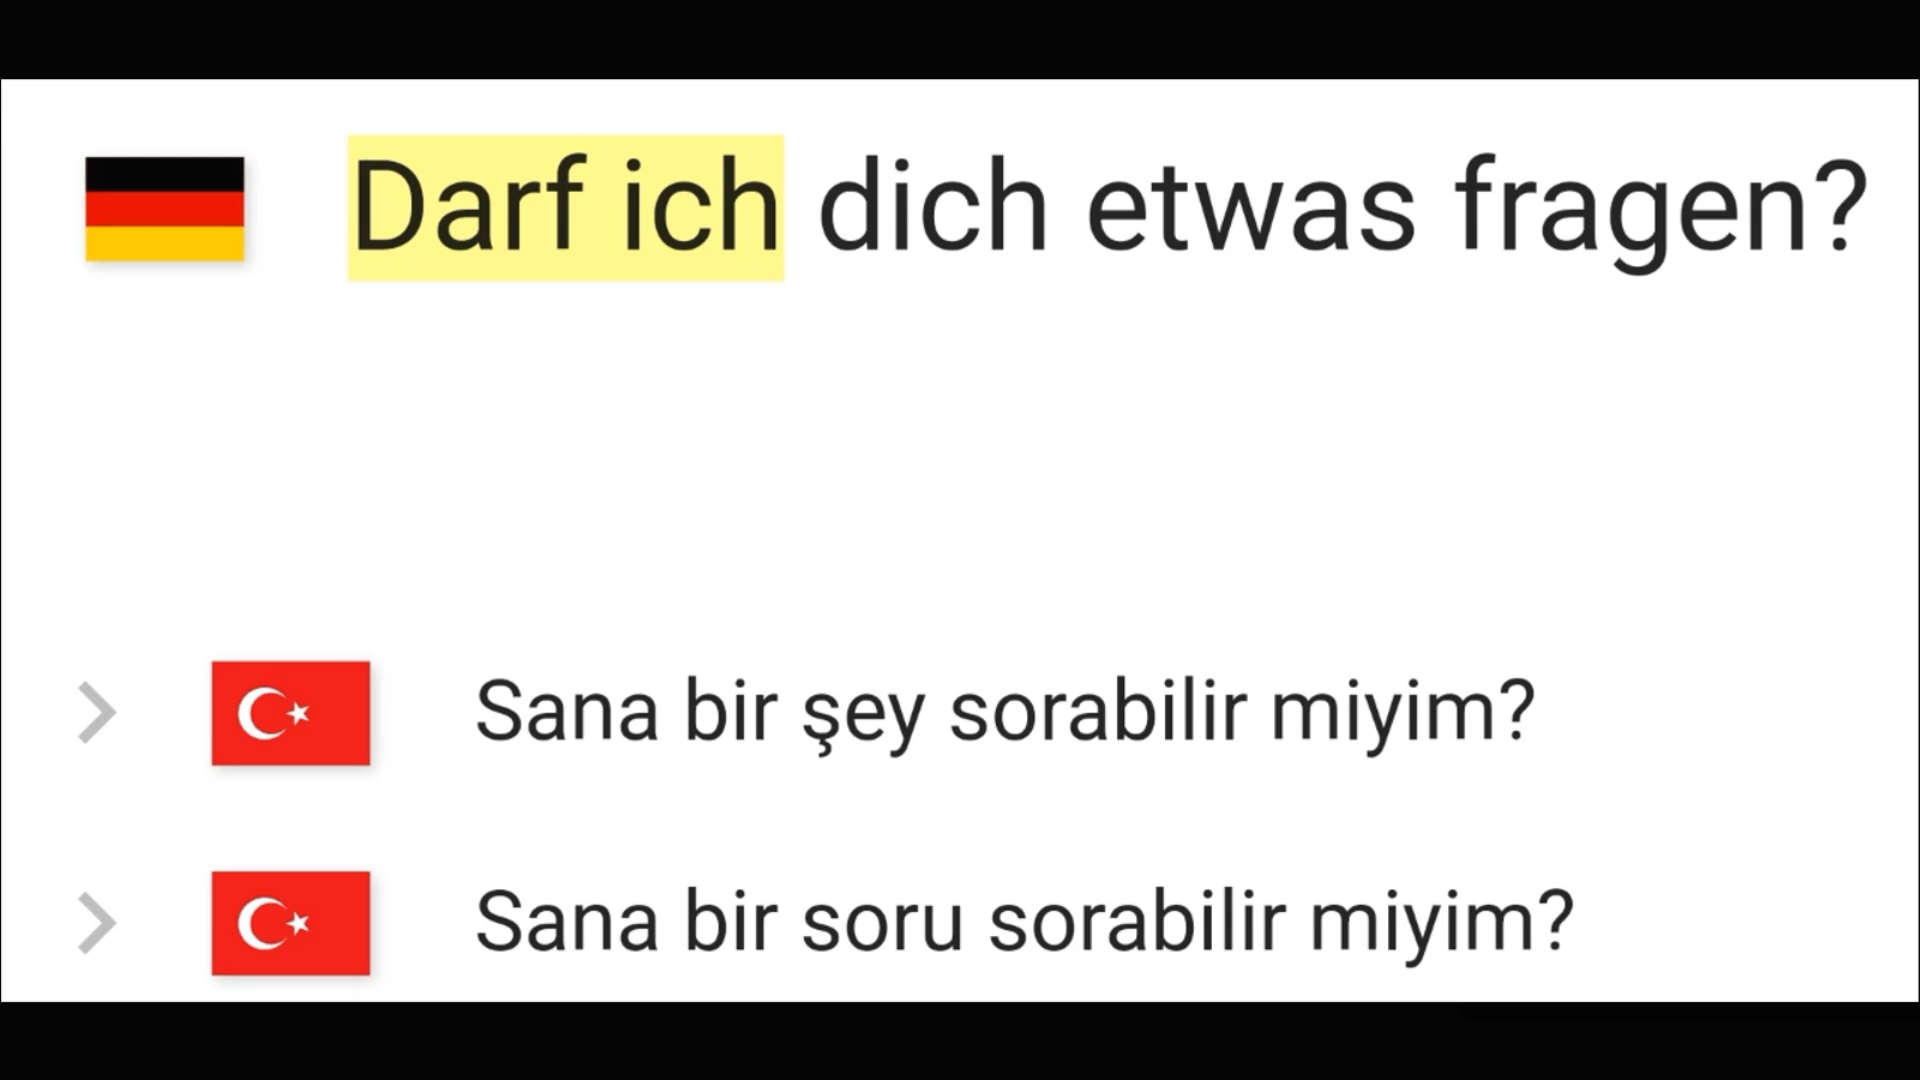 Darf ich dich etwas fragen?
Sana bir şey sorabilir miyim?
Sana bir soru sorabilir miyim?